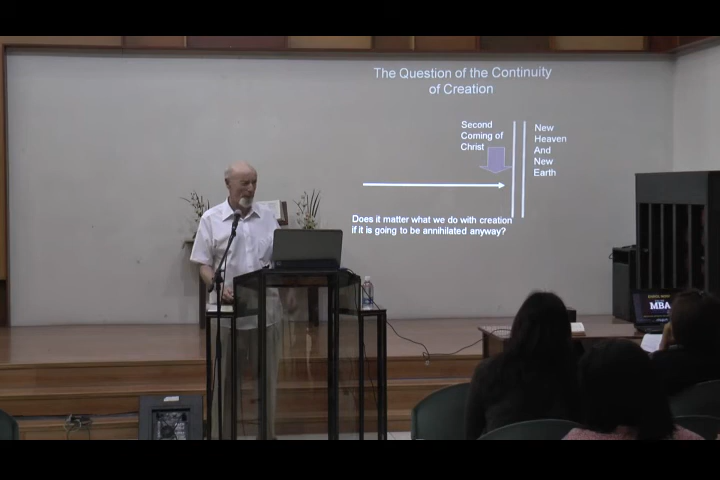 The Question of the Continuity
of Creation
Second
Coming of
Christ
New
Heaven
And
New
Earth
Does it matter what we do with creation
if it is going to be annihilated anyway?
MBA